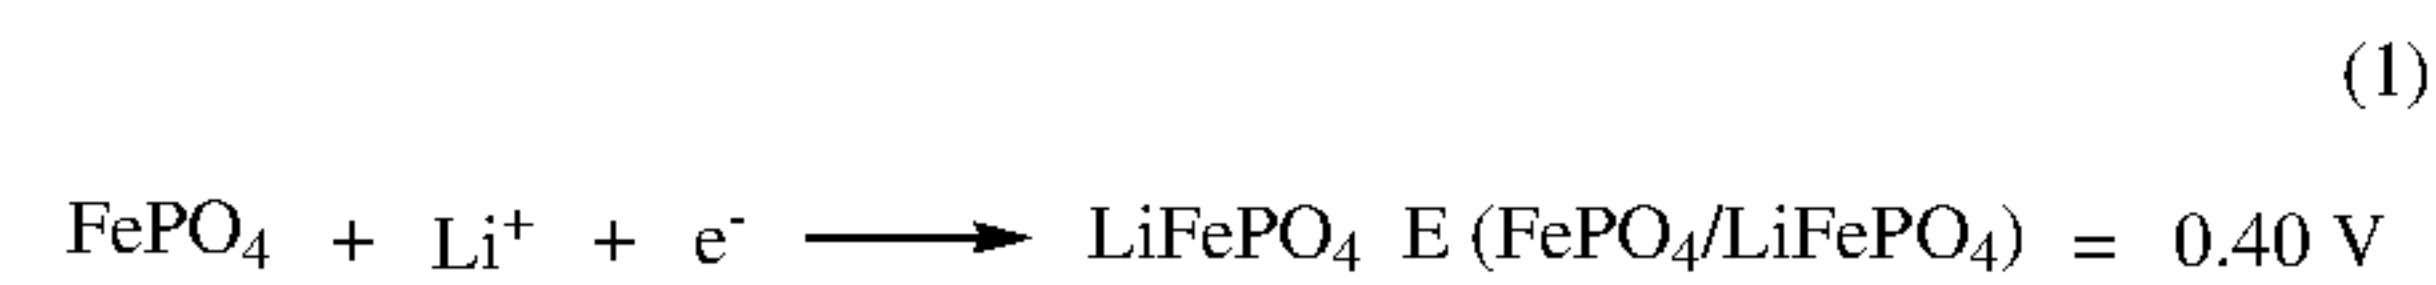 (1)
FePO₄ + Li⁺ + e⁻ ⟶ LiFePO₄ E (FePO₄/LiFePO₄) = 0.40 V